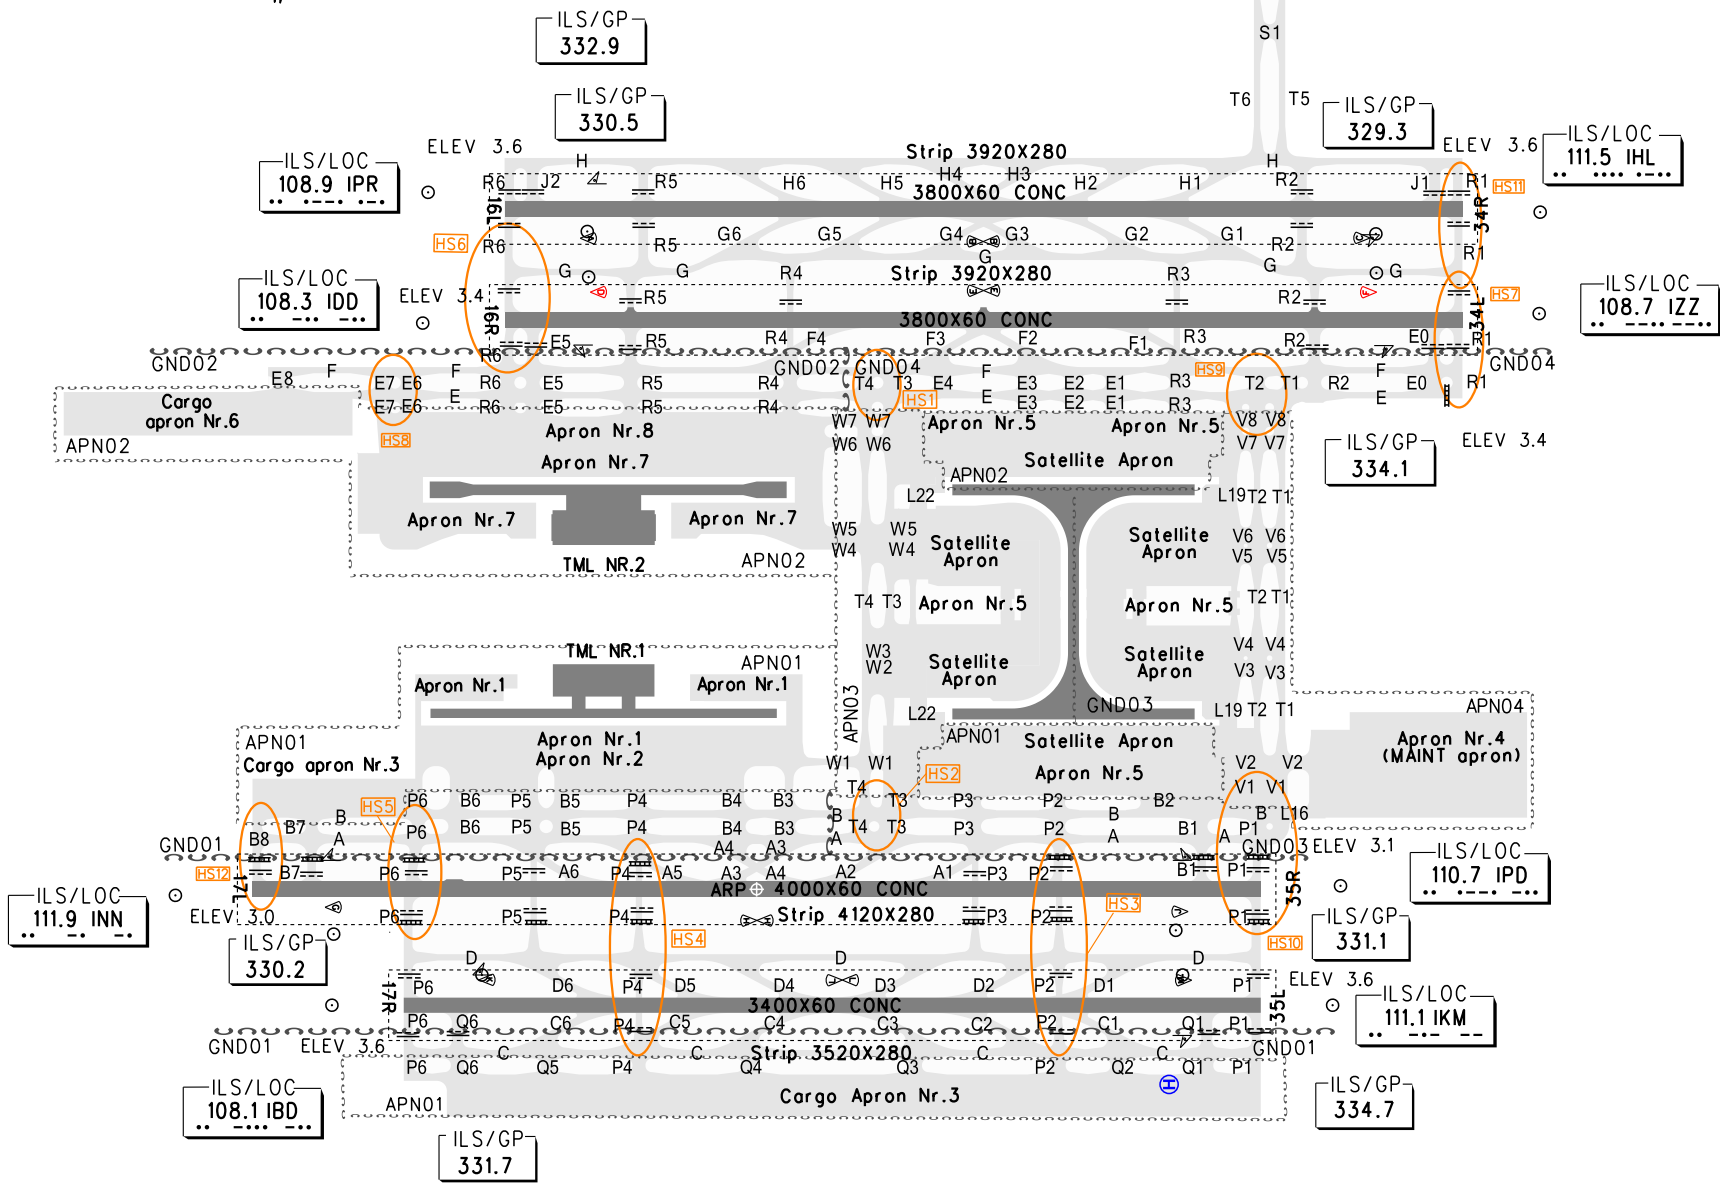 S1
ILS/GP
332.9
ILS/GP
330.5
T6 T5
ILS/GP
329.3
ELEV 3.6
Strip 3920X280
ELEV 3.6
ILS/LOC
111.5 IHL
ILS/LOC
108.9 IPR
H H4 H3 H
R6 J2 R5 H6 H5 H2 H1 R2 J1 R1 HS11
3800X60 CONC
16L 34R
HS6 R6 R5 G6 G5 G4 G3 G2 G1 R2 R1
G G R4 G R3 G G
Strip 3920X280
ILS/LOC
108.3 IDD
ELEV 3.4
R5 R2 HS7
ILS/LOC
108.7 IZZ
16R 34L
3800X60 CONC
R6 E5 R5 R4 F4 F3 F2 F1 R3 R2 E0 R1
GND02 GND02 GND04 HS9 GND04
E8 F F F F
E7 E6 R6 E5 R5 R4 T4 T3 E4 E3 E2 E1 R3 T2 T1 R2 E0 R1
E E E
E7 E6 R6 E5 R5 R4 HS1 E3 E2 E1 R3
Cargo
apron Nr.6
HS8
APN02
Apron Nr.8
W7 W7 Apron Nr.5 Apron Nr.5 V8 V8
W6 W6 V7 V7
ELEV 3.4
ILS/GP
334.1
Apron Nr.7
Satellite Apron
APN02
L22 L19 T2 T1
Apron Nr.7 Apron Nr.7
W5 W5 V6 V6
W4 W4 V5 V5
Satellite
Apron
Satellite
Apron
TML NR.2
APN02
T4 T3 Apron Nr.5 Apron Nr.5 T2 T1
TML NR.1
APN01
W3 V4 V4
W2 V3 V3
Satellite
Apron
Satellite
Apron
Apron Nr.1 Apron Nr.1
APN03
L22 GND03 L19 T2 T1
APN04
APN01
Cargo apron Nr.3
Apron Nr.1
Apron Nr.2
APN01
Satellite Apron
Apron Nr.4
(MAINT apron)
W1 W1 HS2 Apron Nr.5 V2 V2
T4 V1 V1
HS5 P6 B6 P5 B5 P4 B4 B3 T3 P3 P2 B2
B B B B L16
B8 B7 P6 B6 P5 B5 P4 B4 B3 T4 T3 P3 P2 B1 P1
A A A A
GND01 A4 A3 GND03 ELEV 3.1
HS12 B7 P6 P5 A6 P4 A5 A3 A4 A2 A1 P3 P2 B1 P1
ILS/LOC
110.7 IPD
17L 35R
ARP 4000X60 CONC
ILS/LOC
111.9 INN
ELEV 3.0
P6 P5 P4 Strip 4120X280 P3 P2 HS3 P1
HS4 HS10
ILS/GP
331.1
ILS/GP
330.2
D D D
P6 D6 P4 D5 D4 D3 D2 P2 D1 P1
ELEV 3.6
17R 35L
3400X60 CONC
ILS/LOC
111.1 IKM
P6 Q6 C6 P4 C5 C4 C3 C2 P2 C1 Q1 P1
GND01 ELEV 3.6 GND01
C C Strip 3520X280 C C
P6 Q6 Q5 P4 Q4 Q3 P2 Q2 Q1 P1
H
ILS/LOC
108.1 IBD
APN01
Cargo Apron Nr.3
ILS/GP
334.7
ILS/GP
331.7